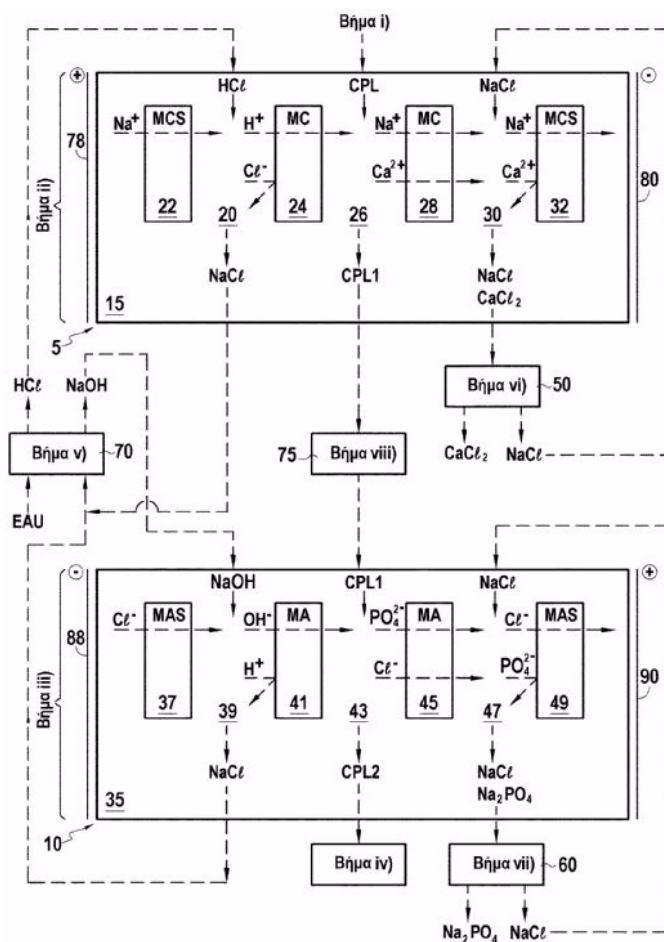 Βήμα i)
+
-
HCℓ CPL NaCℓ
78
80
Βήμα ii)
Na⁺ MCS H⁺ MC Na⁺ MC Na⁺ MCS
Cℓ⁻ Ca²⁺ Ca²⁺
22 20 24 26 28 30 32
NaCℓ CPL1 NaCℓ
CaCℓ₂
15
5
HCℓ NaOH
Βήμα vi) 50
Βήμα v) 70
75 Βήμα viii)
CaCℓ₂ NaCℓ
EAU
-
+
NaOH CPL1 NaCℓ
88
90
Βήμα iii)
Cℓ⁻ MAS OH⁻ MA PO₄²⁻ MA Cℓ⁻ MAS
H⁺ Cℓ⁻ PO₄²⁻
37 39 41 43 45 47 49
NaCℓ CPL2 NaCℓ
Na₂PO₄
35
10
Βήμα iv) Βήμα vii) 60
Na₂PO₄ NaCℓ